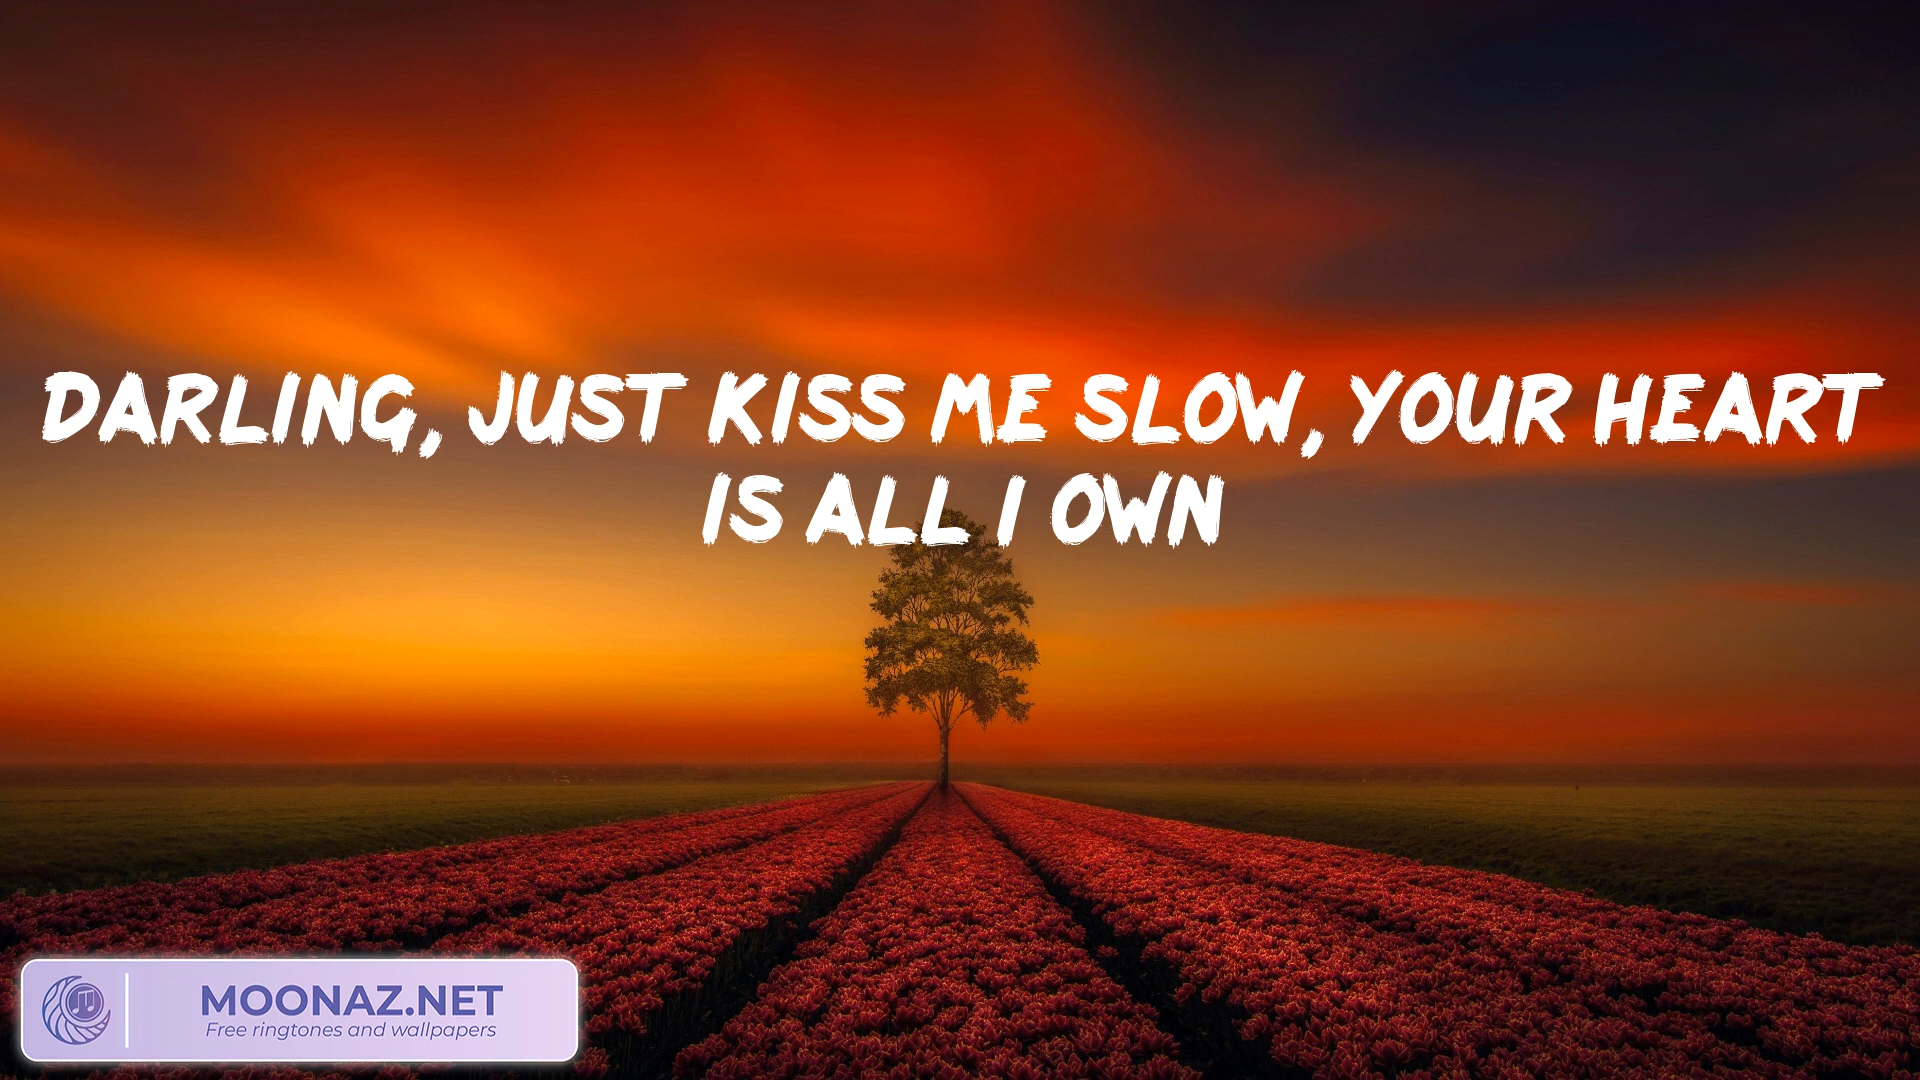 DARLING, JUST KISS ME SLOW, YOUR HEART
IS ALL I OWN
MOONAZ.NET
Free ringtones and wallpapers